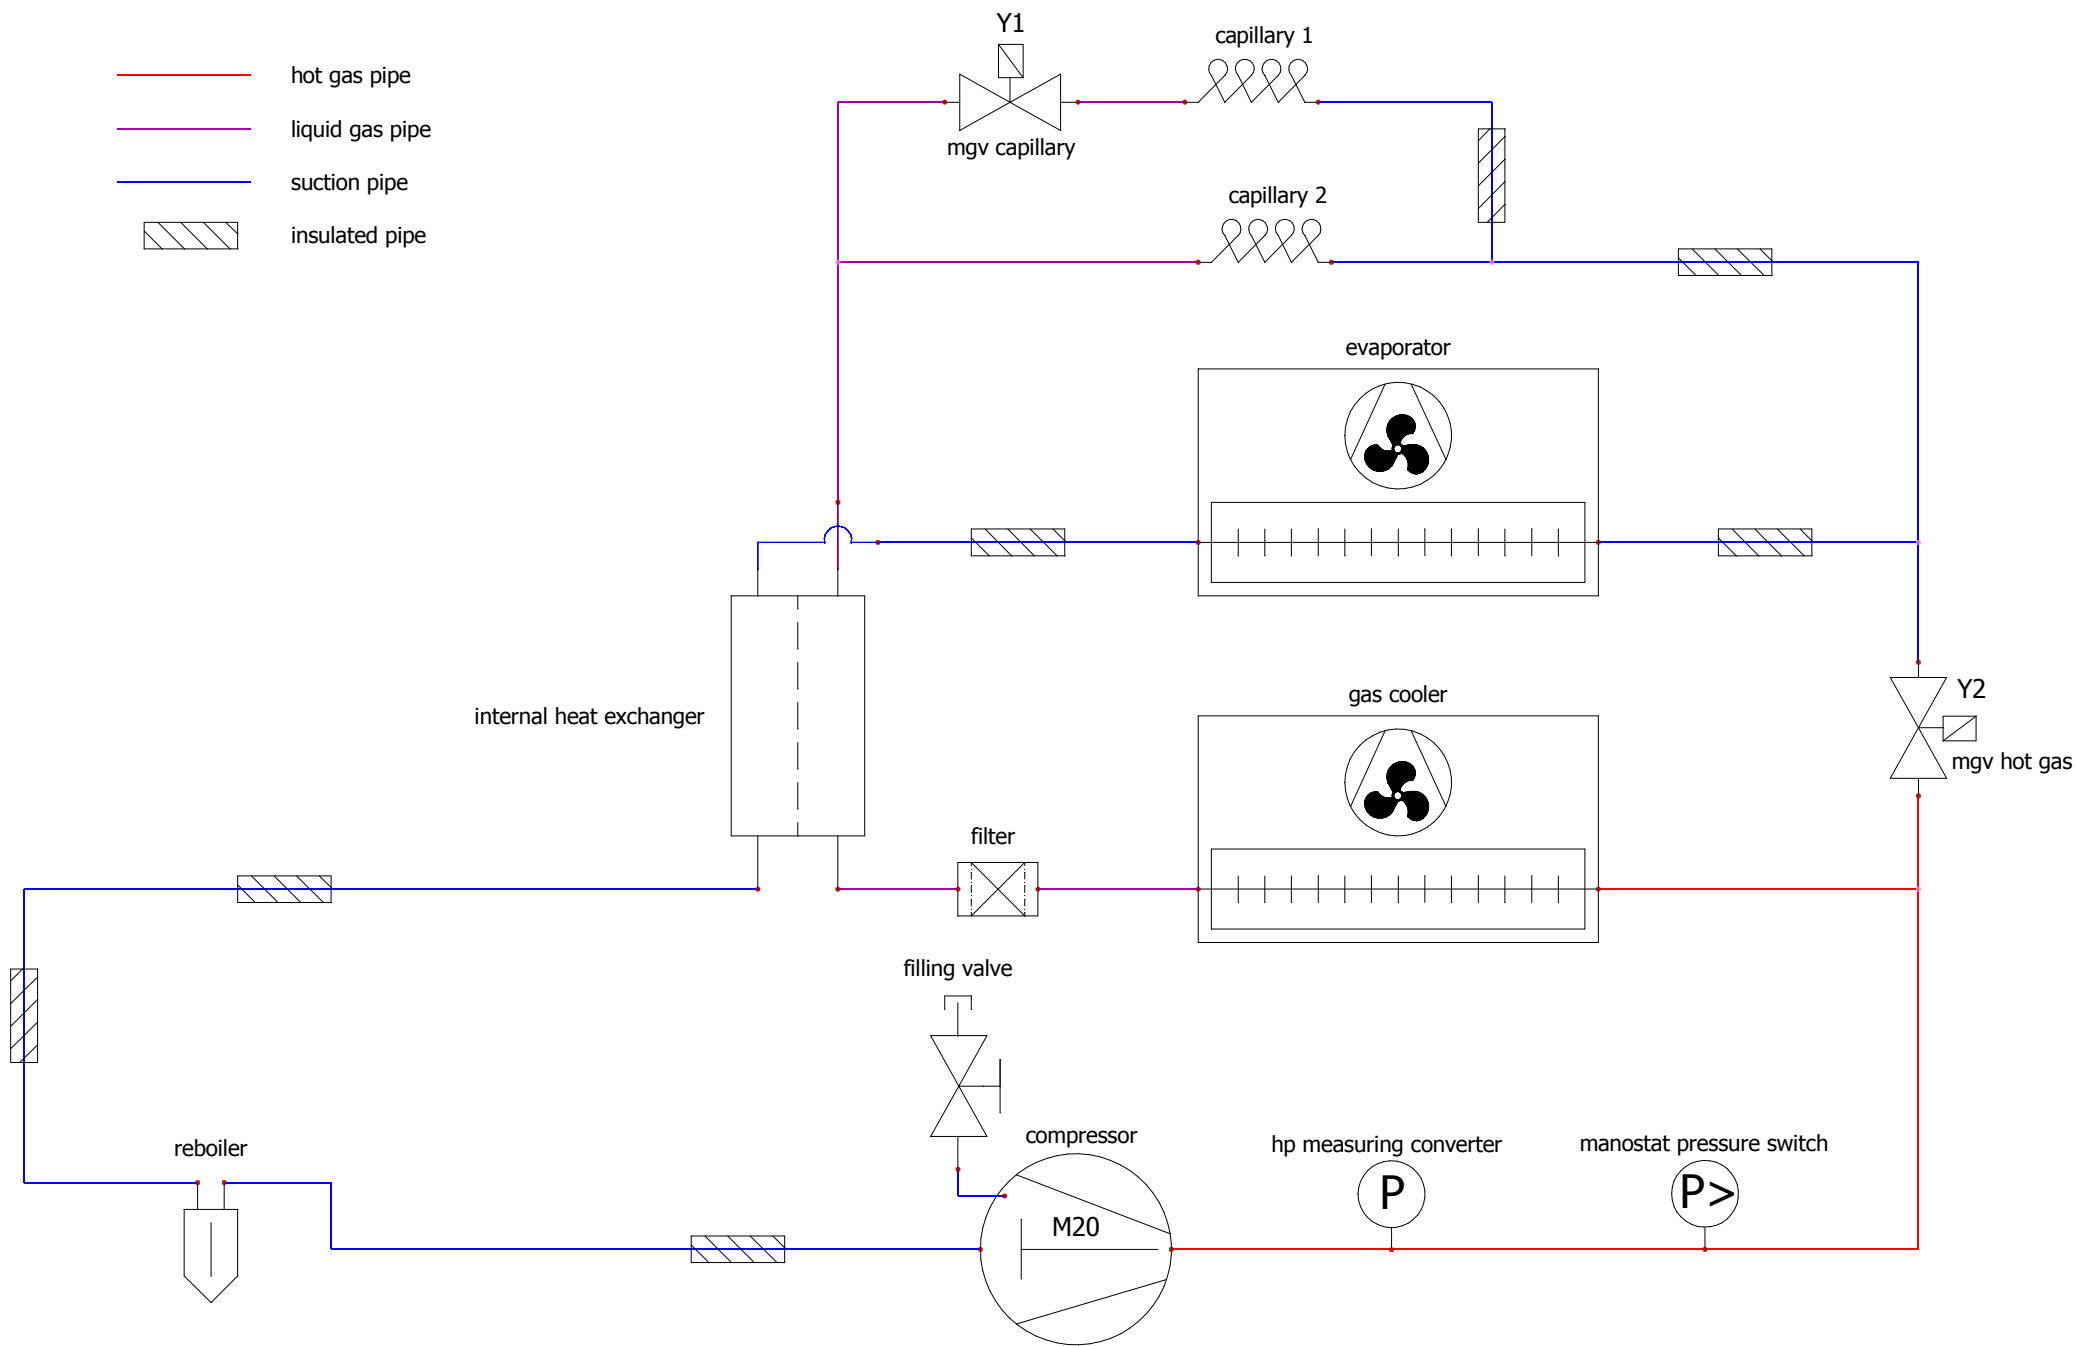 Y1
capillary 1
hot gas pipe
liquid gas pipe
mgv capillary
suction pipe
capillary 2
insulated pipe
evaporator
Y2
gas cooler
internal heat exchanger
mgv hot gas
filter
filling valve
compressor
hp measuring converter
manostat pressure switch
reboiler
P
P>
M20